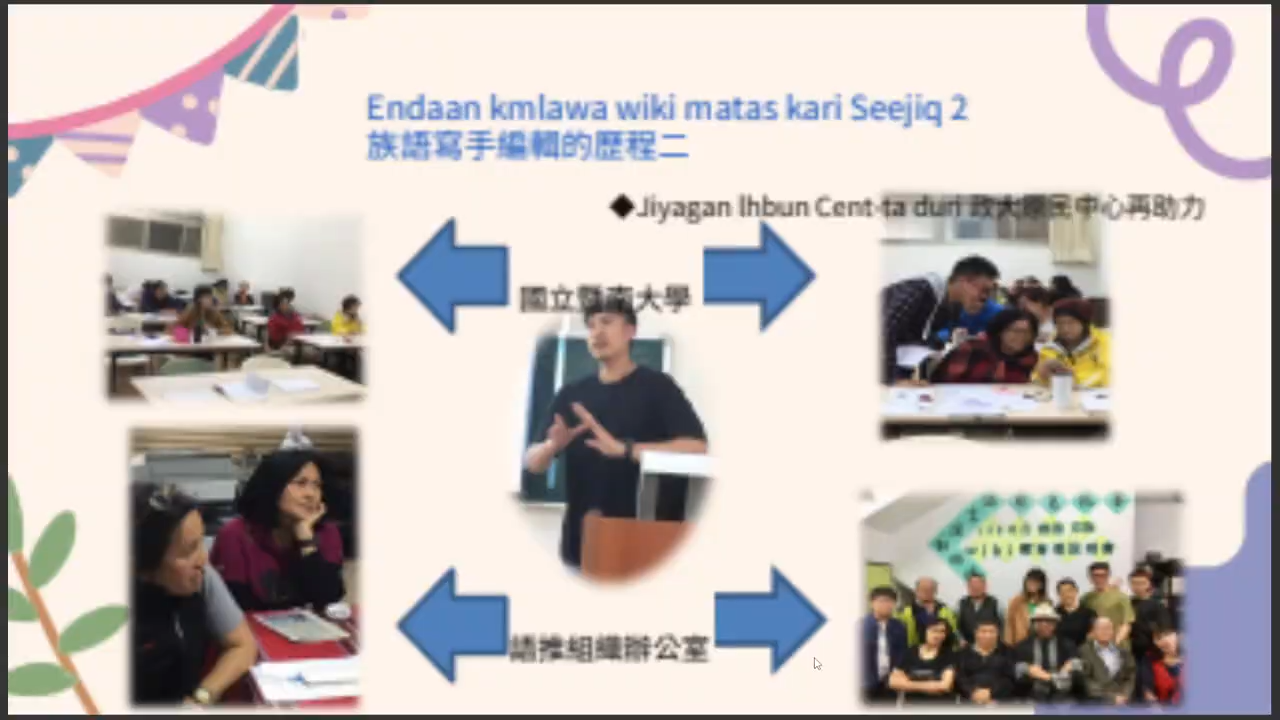 Endaan kmlawa wiki matas kari Seejiq 2
族語寫手編輯的歷程二
◆Jiyagan lhbun Cent ta duri 政大原民中心再助力
國立暨南大學
語推組織辦公室